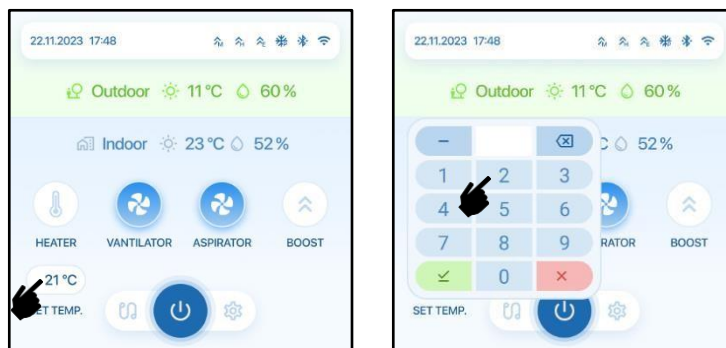 22.11.2023 17:48
Outdoor 11 °C 60 %
Indoor 23 °C 52 %
HEATER VANTILATOR ASPIRATOR BOOST
21 °C
ET TEMP.
22.11.2023 17:48
Outdoor 11 °C 60 %
°C 52 %
-
1 2 3
4 5 6
7 8 9
0
RATOR BOOST
SET TEMP.